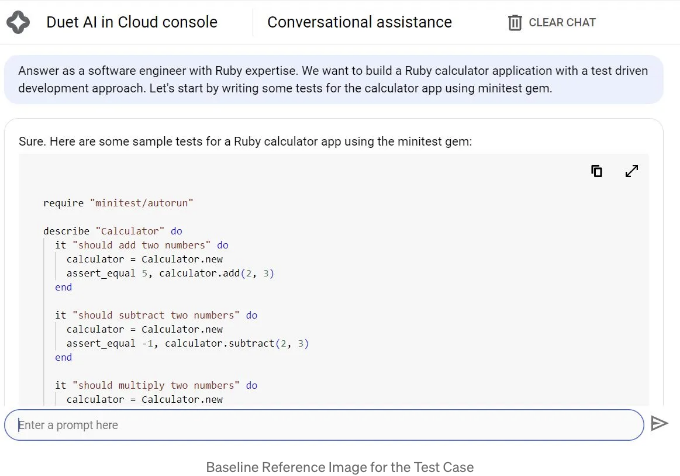 Duet AI in Cloud console
Conversational assistance
CLEAR CHAT
Answer as a software engineer with Ruby expertise. We want to build a Ruby calculator application with a test driven
development approach. Let's start by writing some tests for the calculator app using minitest gem.
Sure. Here are some sample tests for a Ruby calculator app using the minitest gem:
require "minitest/autorun"
describe "Calculator" do
it "should add two numbers" do
calculator = Calculator.new
assert_equal 5, calculator.add(2, 3)
end
it "should subtract two numbers" do
calculator = Calculator.new
assert_equal -1, calculator.subtract(2, 3)
end
it "should multiply two numbers" do
calculator = Calculator.new
Enter a prompt here
Baseline Reference Image for the Test Case